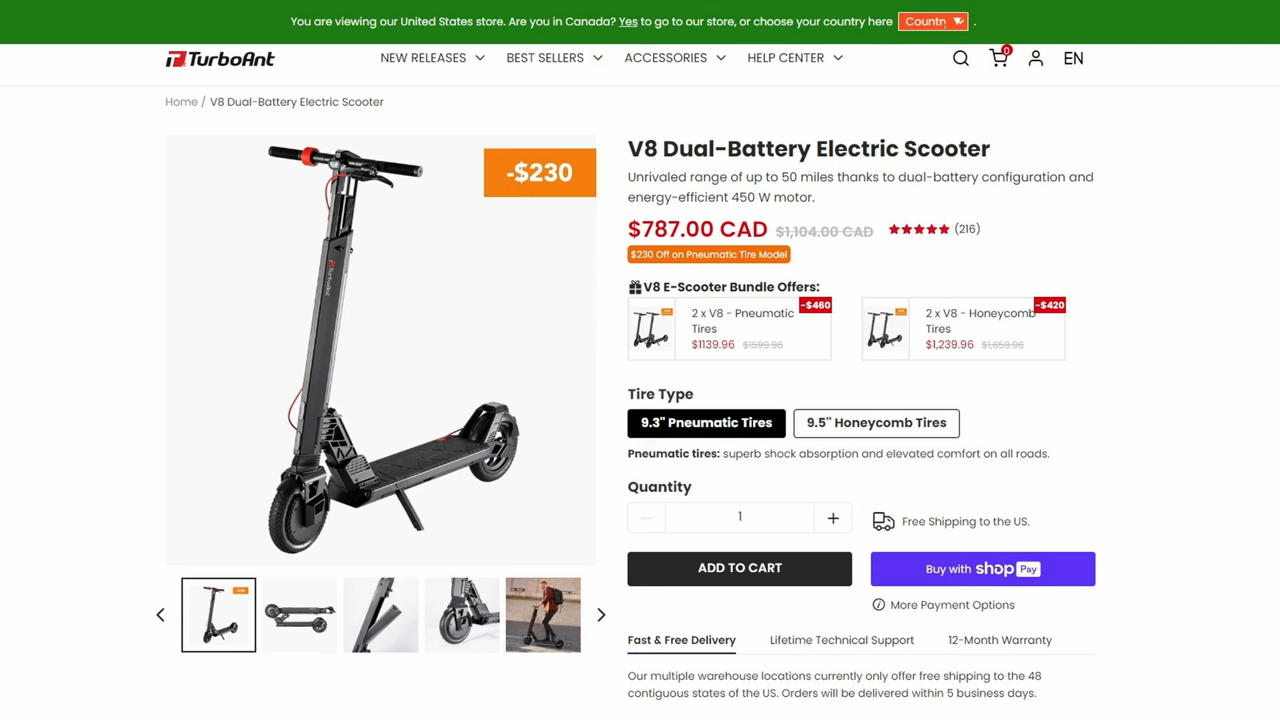 You are viewing our United States store. Are you in Canada? Yes to go to our store, or choose your country here Country .
TurboAnt
NEW RELEASES BEST SELLERS ACCESSORIES HELP CENTER 0 EN
Home / V8 Dual-Battery Electric Scooter
-$230
V8 Dual-Battery Electric Scooter
Unrivaled range of up to 50 miles thanks to dual-battery configuration and
energy-efficient 450 W motor.
$787.00 CAD $1,104.00 CAD (216)
$230 Off on Pneumatic Tire Model
V8 E-Scooter Bundle Offers:
2 x V8 - Pneumatic
Tires
-$460
$1139.96 $1599.96
2 x V8 - Honeycomb
Tires
-$420
$1,239.96 $1,659.96
TurboAnt
Tire Type
9.3" Pneumatic Tires 9.5" Honeycomb Tires
Pneumatic tires: superb shock absorption and elevated comfort on all roads.
Quantity
1
Free Shipping to the US.
ADD TO CART
Buy with shop Pay
More Payment Options
Fast & Free Delivery Lifetime Technical Support 12-Month Warranty
Our multiple warehouse locations currently only offer free shipping to the 48
contiguous states of the US. Orders will be delivered within 5 business days.